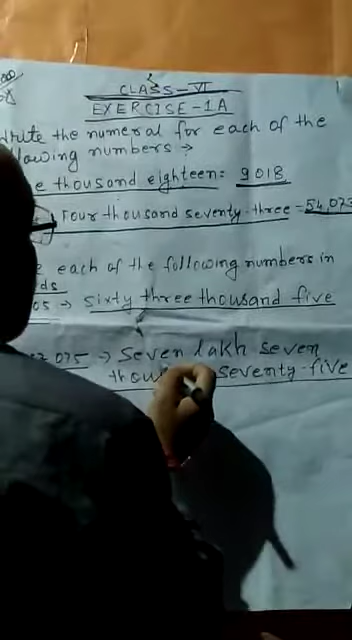 CLASS-VI
EXERCISE-1A
Write the numeral for each of the
following numbers →
thousand eighteen = 9018
Four thousand seventy-three = 54,073
each of the following numbers in
05 → Sixty three thousand five
075 → Seven lakh seven
seventy-five